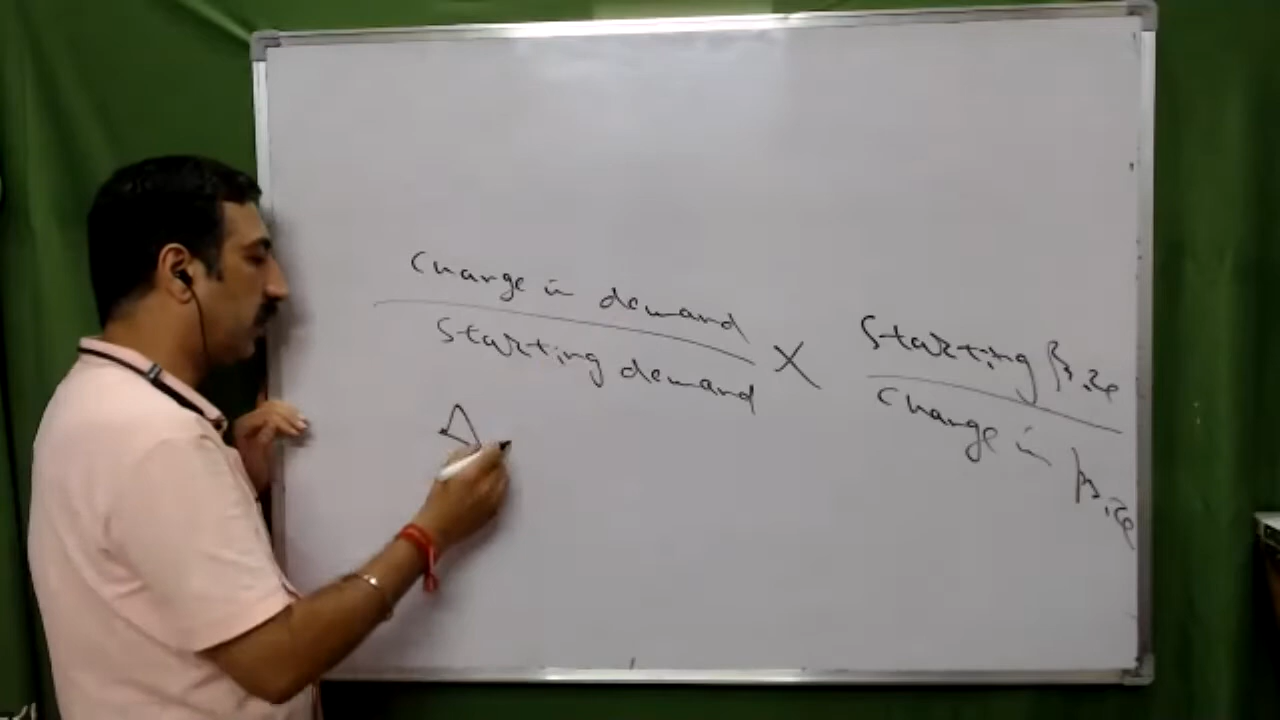 Change in demand
Starting demand
X
Starting Price
Change in Price
Δ